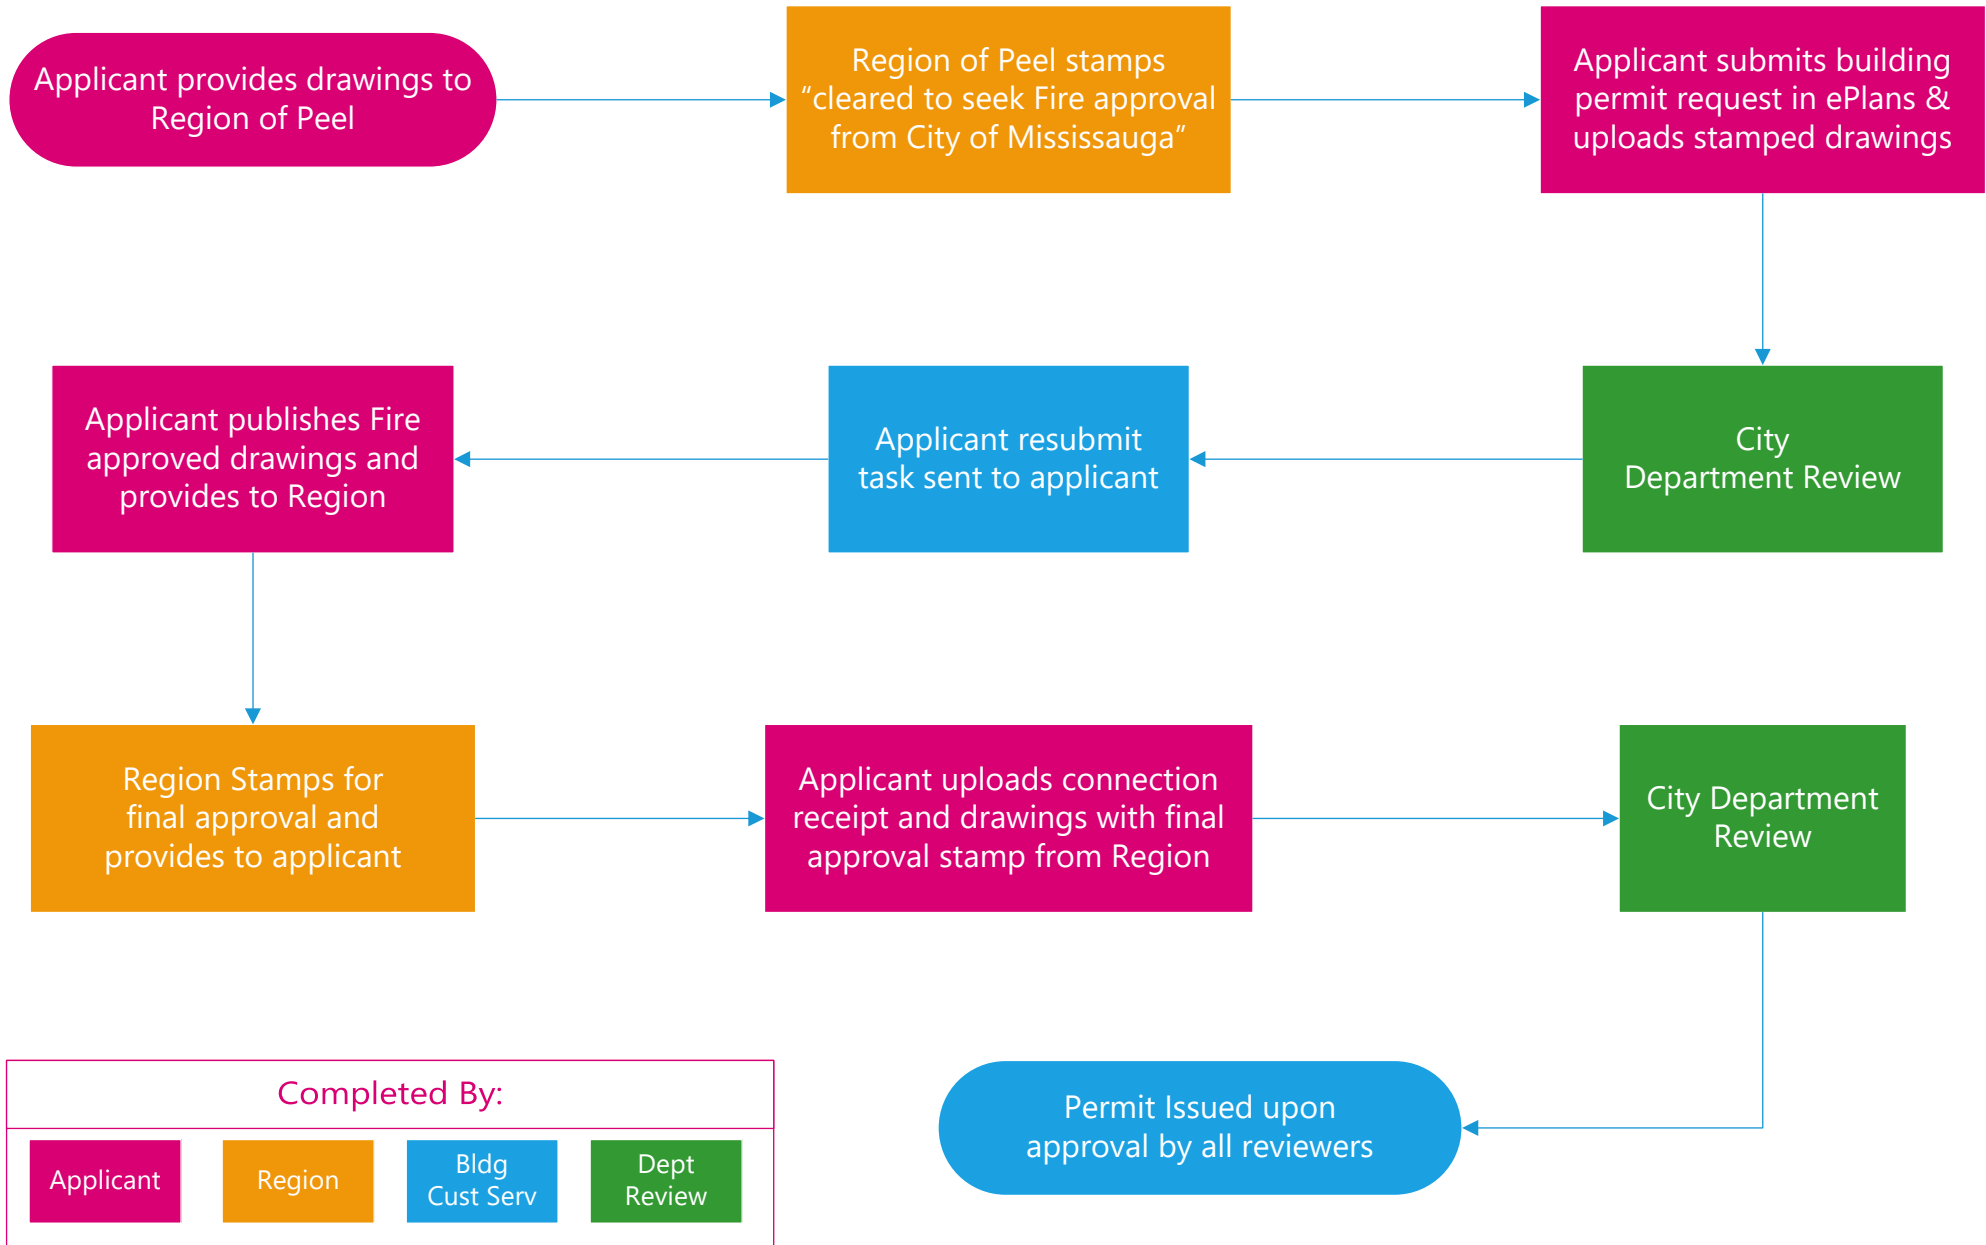 Applicant provides drawings to
Region of Peel
Region of Peel stamps
“cleared to seek Fire approval
from City of Mississauga”
Applicant submits building
permit request in ePlans &
uploads stamped drawings
City
Department Review
Applicant resubmit
task sent to applicant
Applicant publishes Fire
approved drawings and
provides to Region
Region Stamps for
final approval and
provides to applicant
Applicant uploads connection
receipt and drawings with final
approval stamp from Region
City Department
Review
Permit Issued upon
approval by all reviewers
Completed By:
Applicant
Region
Bldg
Cust Serv
Dept
Review